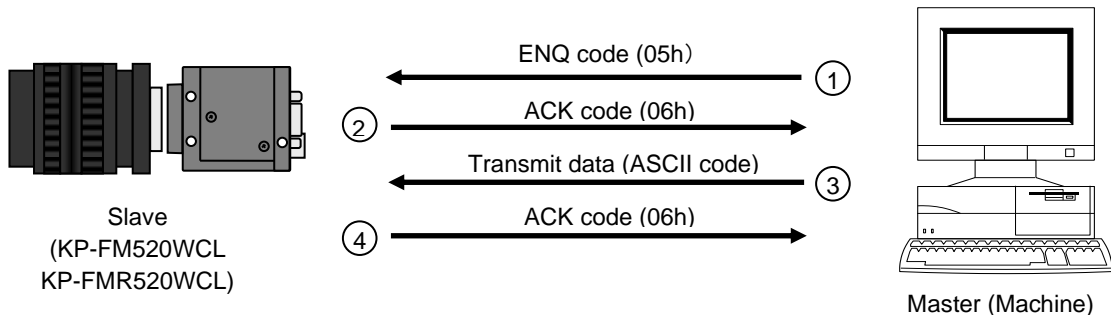 ENQ code (05h）
①
ACK code (06h)
②
Transmit data (ASCII code)
③
ACK code (06h)
④
Slave
(KP-FM520WCL
KP-FMR520WCL)
Master (Machine)